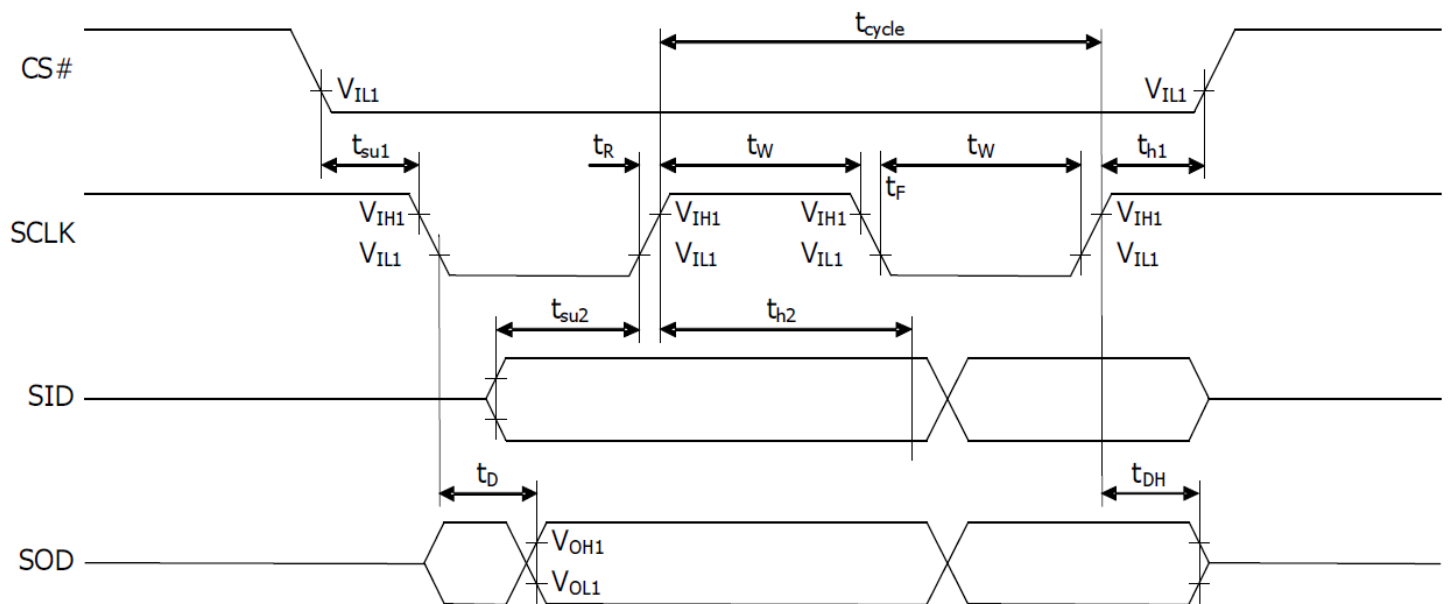 t_cycle
CS#
V_IL1
V_IL1
t_su1
t_R
t_W
t_W
t_h1
t_F
SCLK
V_IH1
V_IH1
V_IH1
V_IH1
V_IL1
V_IL1
V_IL1
V_IL1
t_su2
t_h2
SID
t_D
t_DH
SOD
V_OH1
V_OL1